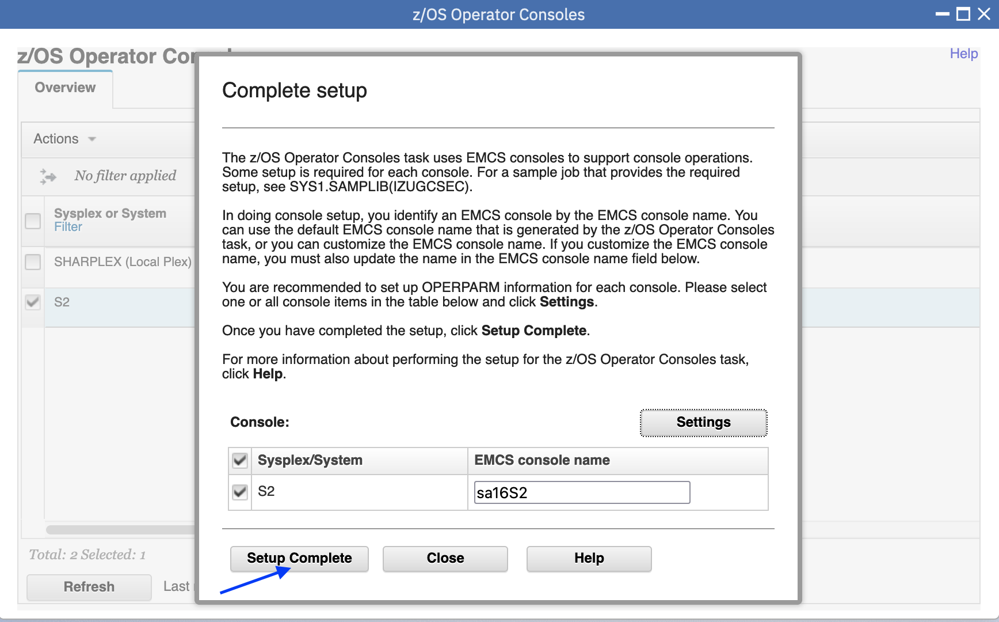 z/OS Operator Consoles
z/OS Operator
Help
Overview
Actions
No filter applied
Sysplex or System
Filter
SHARPLEX (Local Plex)
S2
Total: 2 Selected: 1
Refresh
Last
Complete setup
The z/OS Operator Consoles task uses EMCS consoles to support console operations.
Some setup is required for each console. For a sample job that provides the required
setup, see SYS1.SAMPLIB(IZUGCSEC).
In doing console setup, you identify an EMCS console by the EMCS console name. You
can use the default EMCS console name that is generated by the z/OS Operator Consoles
task, or you can customize the EMCS console name. If you customize the EMCS console
name, you must also update the name in the EMCS console name field below.
You are recommended to set up OPERPARM information for each console. Please select
one or all console items in the table below and click Settings.
Once you have completed the setup, click Setup Complete.
For more information about performing the setup for the z/OS Operator Consoles task,
click Help.
Console:
Settings
Sysplex/System EMCS console name
S2 sa16S2
Setup Complete Close Help